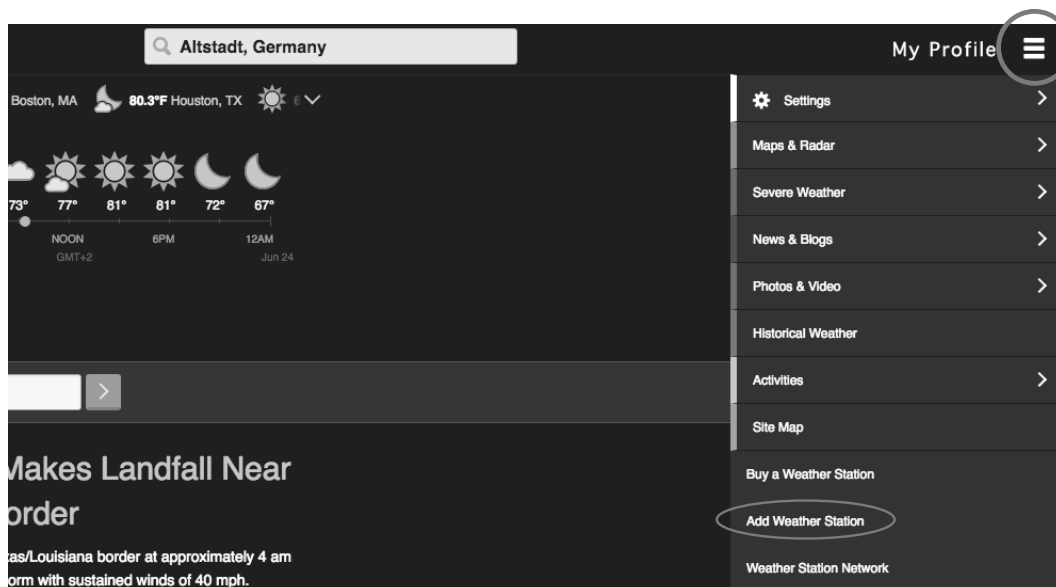 Altstadt, Germany
My Profile
Boston, MA 80.3°F Houston, TX 6
73° 77° 81° 81° 72° 67°
NOON 6PM 12AM
GMT+2 Jun 24
Makes Landfall Near
order
as/Louisiana border at approximately 4 am
orm with sustained winds of 40 mph.
Settings
Maps & Radar
Severe Weather
News & Blogs
Photos & Video
Historical Weather
Activities
Site Map
Buy a Weather Station
Add Weather Station
Weather Station Network